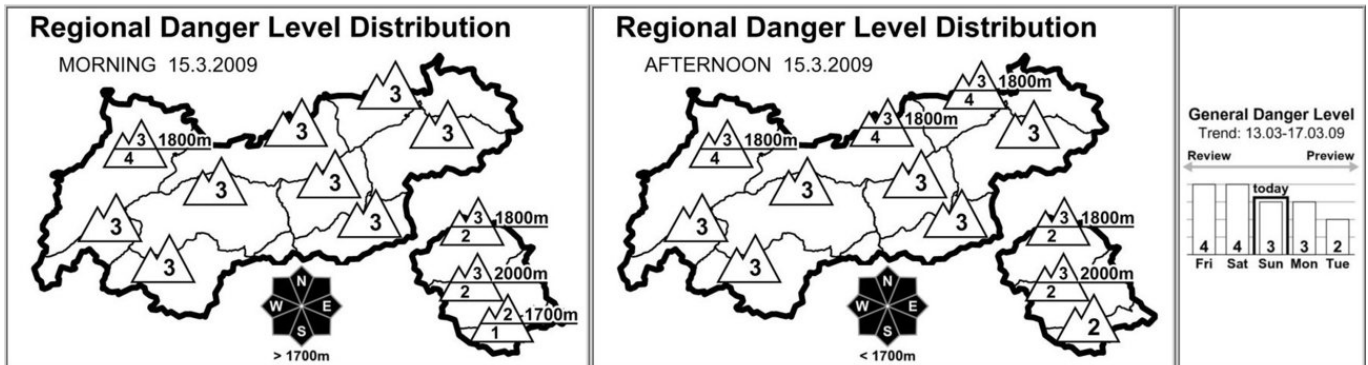 Regional Danger Level Distribution
MORNING 15.3.2009
3
3
3
1800m
4
3
3
3
3
3
3
3
1800m
2
3
2000m
2
2
1700m
1
N
W E
S
> 1700m
Regional Danger Level Distribution
AFTERNOON 15.3.2009
3
1800m
4
3
1800m
4
3
3
1800m
4
3
3
3
3
3
3
1800m
2
3
2000m
2
2
N
W E
S
< 1700m
General Danger Level
Trend: 13.03-17.03.09
Review Preview
today
4 4 3 3 2
Fri Sat Sun Mon Tue